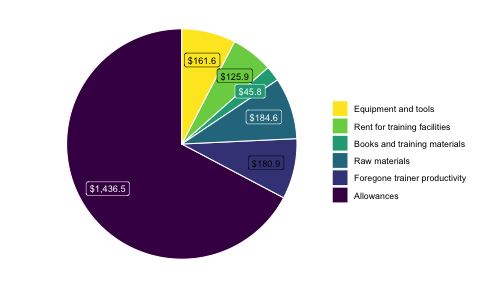 $161.6
$125.9
$45.8
$184.6
$180.9
$1,436.5
Equipment and tools
Rent for training facilities
Books and training materials
Raw materials
Foregone trainer productivity
Allowances